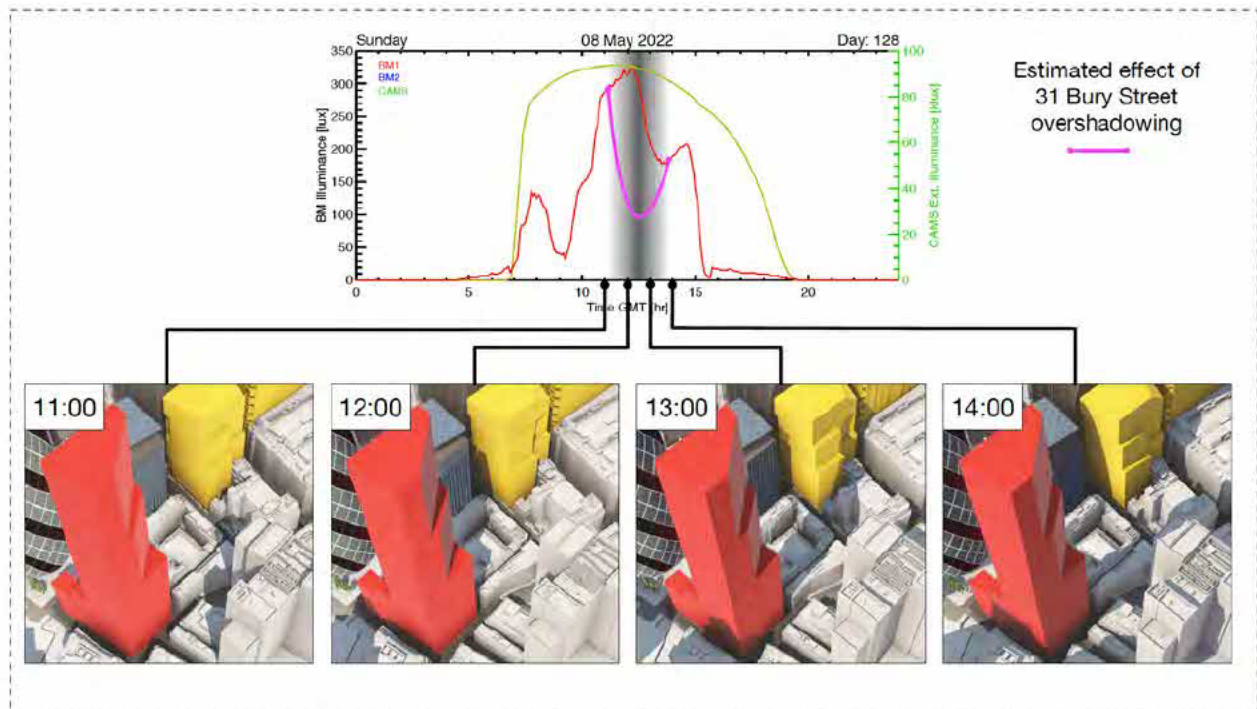 Sunday 08 May 2022 Day: 128
350
300
250
200
150
100
50
0
BM Illuminance [lux]
BM1
BM2
CAMS
100
80
60
40
20
0
CAMS Ext. Illuminance [klux]
0 5 10 15 20
Time GMT [hr]
Estimated effect of
31 Bury Street
overshadowing
11:00
12:00
13:00
14:00